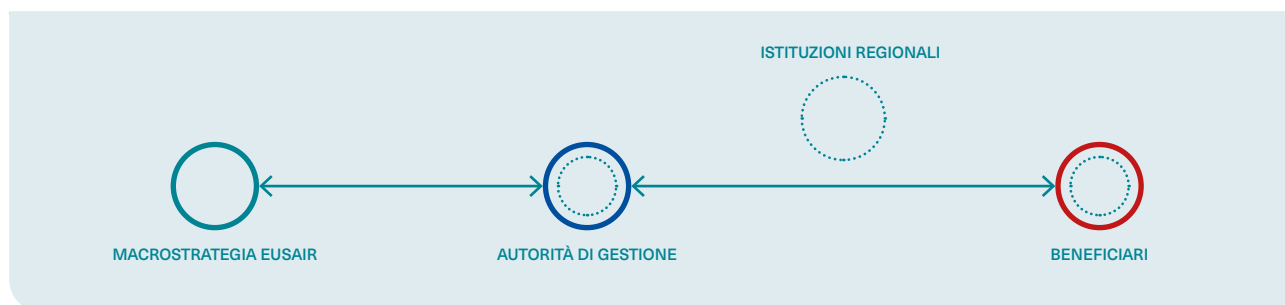 ISTITUZIONI REGIONALI
MACROSTRATEGIA EUSAIR
AUTORITÀ DI GESTIONE
BENEFICIARI